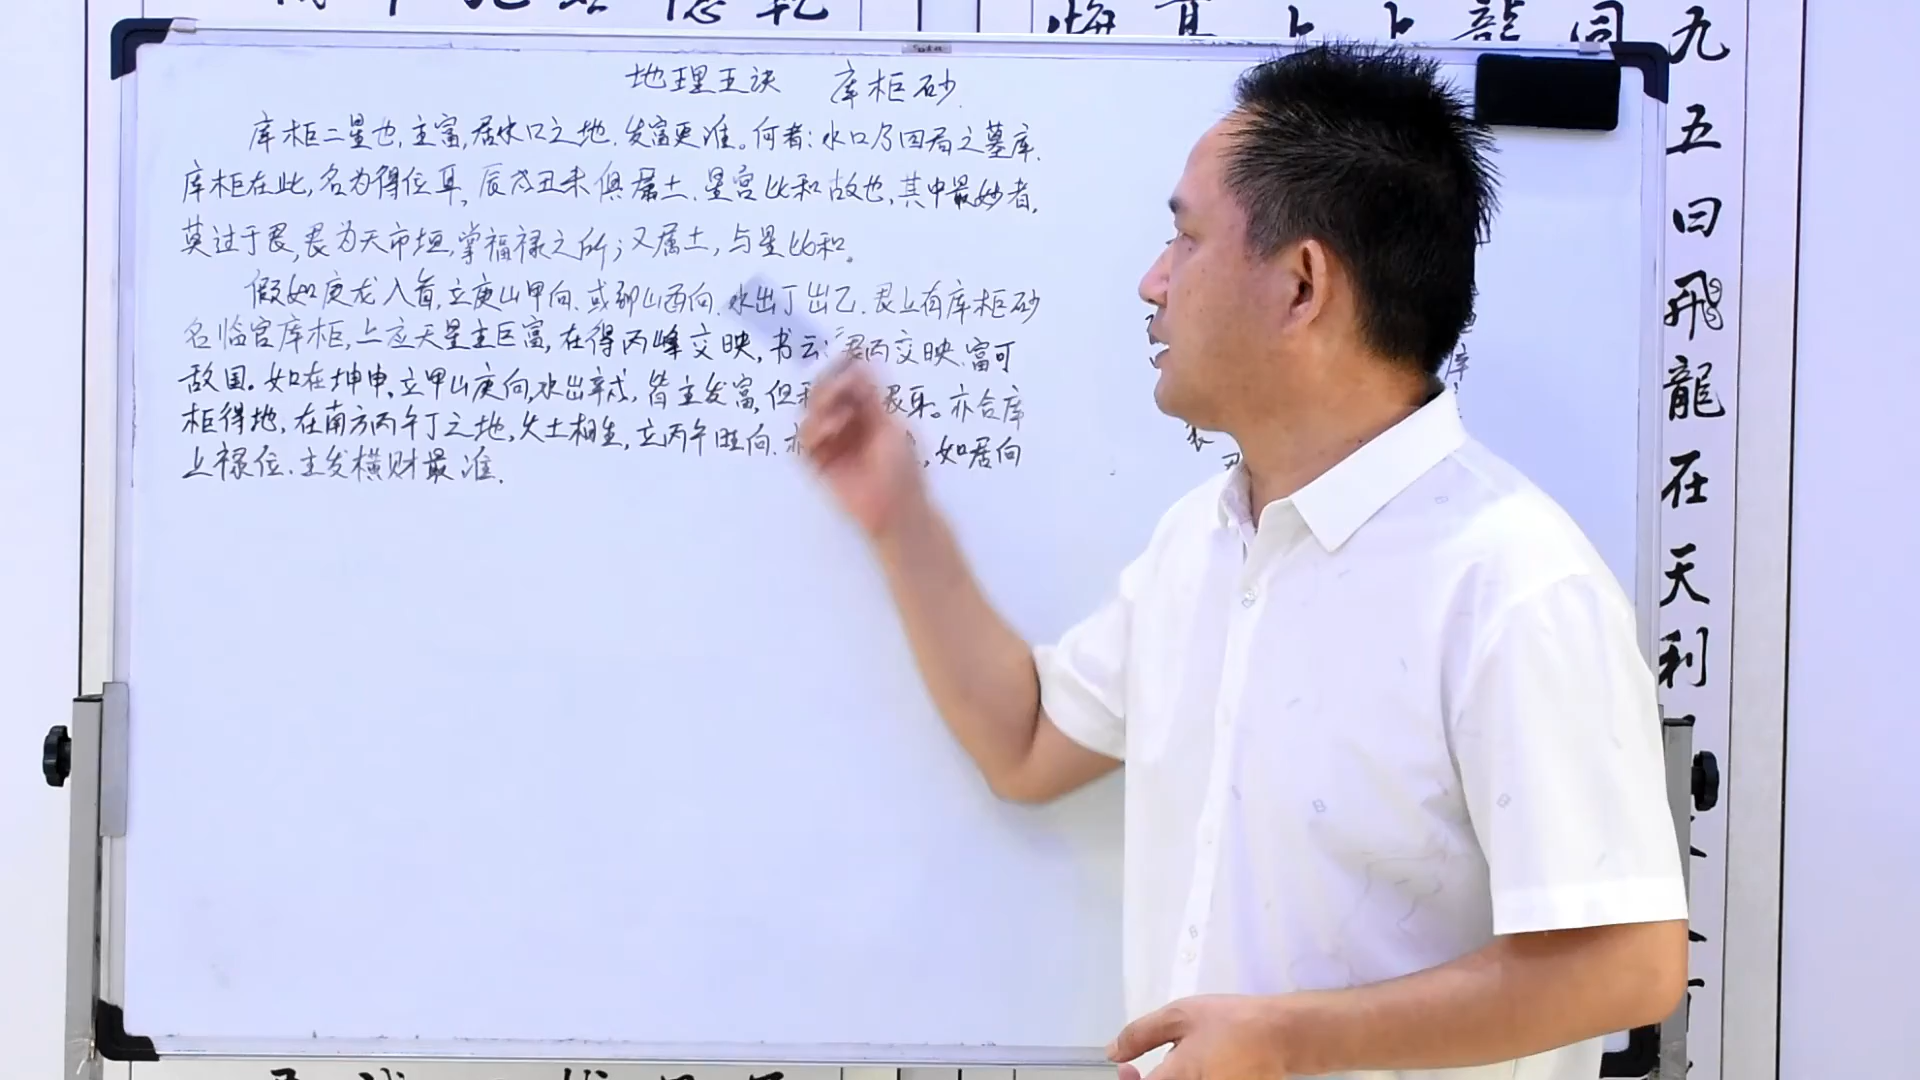 地理五诀 库柜砂
库柜二星也,主富,居水口之地,发富更准。何者:水口乃四局之墓库,
库柜在此,名为得位耳,辰戌丑未俱属土,星宫比和故也,其中最妙者,
莫过于艮,艮为天市垣,掌福禄之所;又属土,与星比和。
假如庚龙入首,立庚山甲向,或卯山酉向,水出丁出乙,艮上有库柜砂
名临官库柜,上应天星主巨富,在得丙峰交映,书云:艮丙交映,富可
敌国。如在坤申,立甲山庚向,水出辛戌,皆主发富,但 艮耳。亦合库
柜得地,在南方丙午丁之地,火土相生,立丙午旺向, ,如居向
上禄位,主发横财最准.
九
五
曰
飛
龍
在
天
利